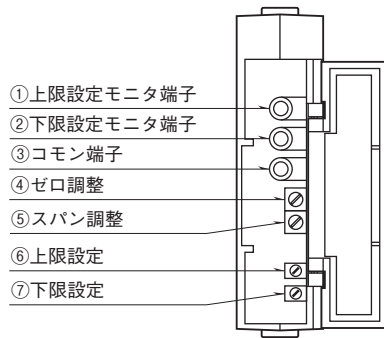 ①上限設定モニタ端子
②下限設定モニタ端子
③コモン端子
④ゼロ調整
⑤スパン調整
⑥上限設定
⑦下限設定